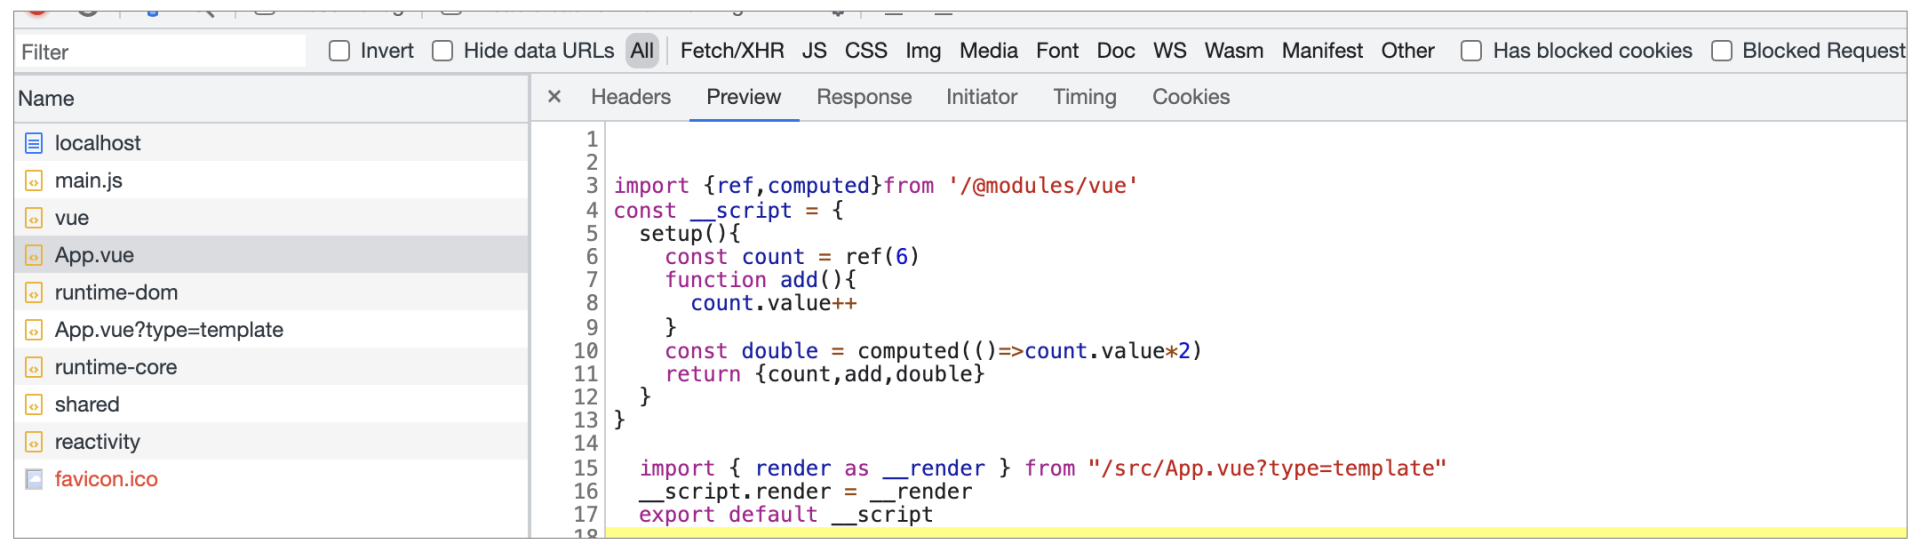 Filter Invert Hide data URLs All Fetch/XHR JS CSS Img Media Font Doc WS Wasm Manifest Other Has blocked cookies Blocked Request
Name
localhost
main.js
vue
App.vue
runtime-dom
App.vue?type=template
runtime-core
shared
reactivity
favicon.ico
× Headers Preview Response Initiator Timing Cookies
1
2
3 import {ref,computed}from '/@modules/vue'
4 const __script = {
5   setup(){
6     const count = ref(6)
7     function add(){
8       count.value++
9     }
10     const double = computed(()=>count.value*2)
11     return {count,add,double}
12   }
13 }
14
15   import { render as __render } from "/src/App.vue?type=template"
16   __script.render = __render
17   export default __script
18